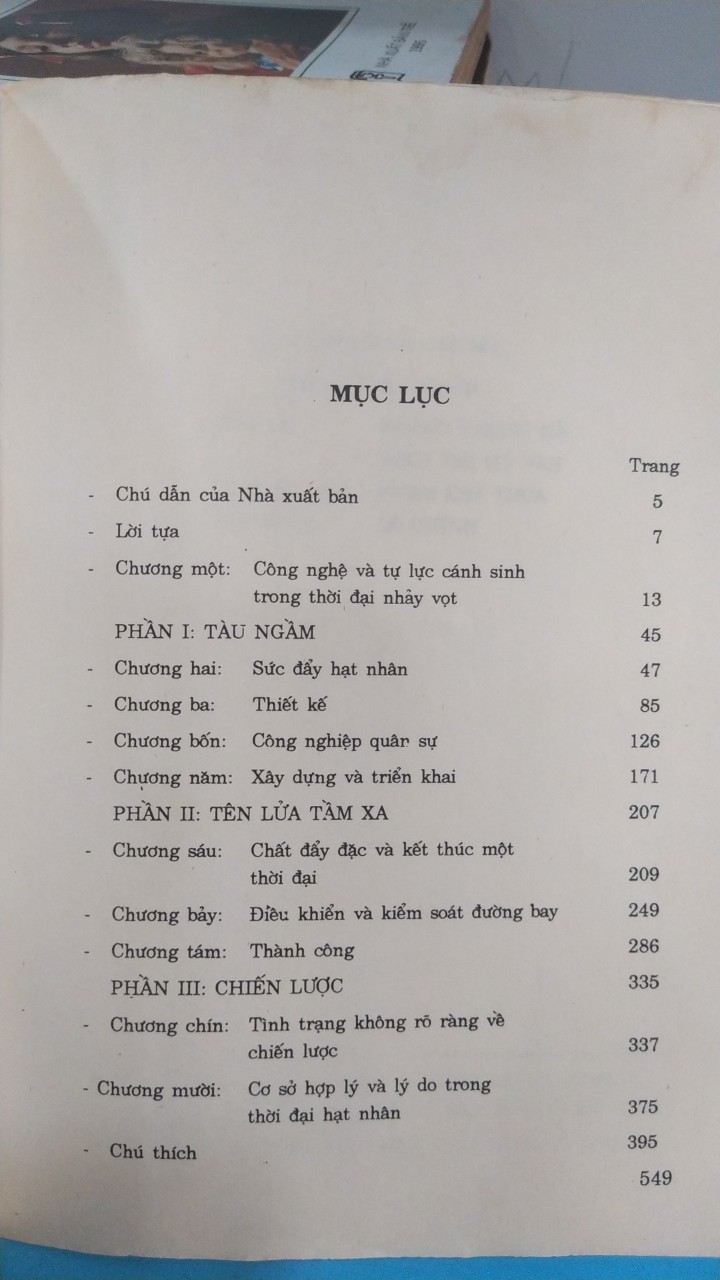 NHÀ XUẤT BẢN TRẺ
1995
MỤC LỤC
Trang
- Chú dẫn của Nhà xuất bản 5
- Lời tựa 7
- Chương một: Công nghệ và tự lực cánh sinh
trong thời đại nhảy vọt 13
PHẦN I: TÀU NGẦM 45
- Chương hai: Sức đẩy hạt nhân 47
- Chương ba: Thiết kế 85
- Chương bốn: Công nghiệp quân sự 126
- Chương năm: Xây dựng và triển khai 171
PHẦN II: TÊN LỬA TẦM XA 207
- Chương sáu: Chất đẩy đặc và kết thúc một
thời đại 209
- Chương bảy: Điều khiển và kiểm soát đường bay 249
- Chương tám: Thành công 286
PHẦN III: CHIẾN LƯỢC 335
- Chương chín: Tình trạng không rõ ràng về
chiến lược 337
- Chương mười: Cơ sở hợp lý và lý do trong
thời đại hạt nhân 375
- Chú thích 395
549